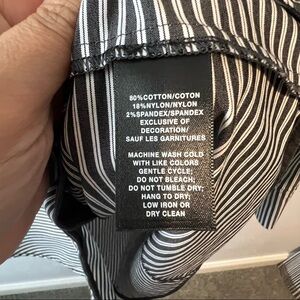 80%COTTON/COTON
18%NYLON/NYLON
2%SPANDEX/SPANDEX
EXCLUSIVE OF
DECORATION/
SAUF LES GARNITURES
MACHINE WASH COLD
WITH LIKE COLORS
GENTLE CYCLE;
DO NOT BLEACH;
DO NOT TUMBLE DRY;
HANG TO DRY;
LOW IRON OR
DRY CLEAN